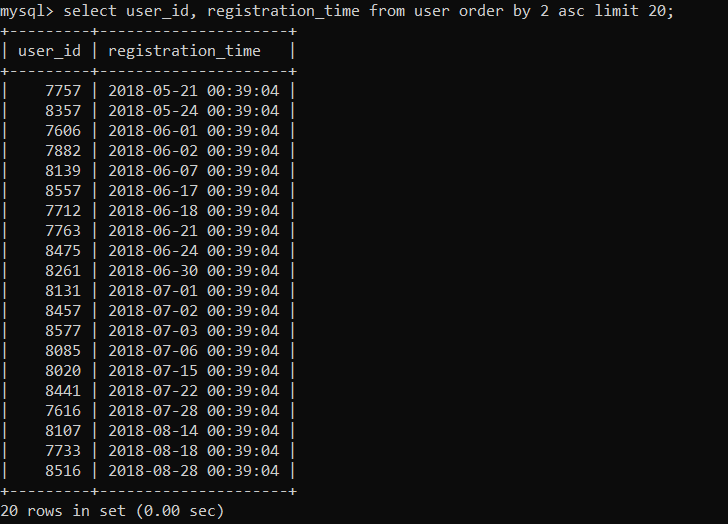 mysql> select user_id, registration_time from user order by 2 asc limit 20;
+---------+---------------------+
| user_id | registration_time   |
+---------+---------------------+
|    7757 | 2018-05-21 00:39:04 |
|    8357 | 2018-05-24 00:39:04 |
|    7606 | 2018-06-01 00:39:04 |
|    7882 | 2018-06-02 00:39:04 |
|    8139 | 2018-06-07 00:39:04 |
|    8557 | 2018-06-17 00:39:04 |
|    7712 | 2018-06-18 00:39:04 |
|    7763 | 2018-06-21 00:39:04 |
|    8475 | 2018-06-24 00:39:04 |
|    8261 | 2018-06-30 00:39:04 |
|    8131 | 2018-07-01 00:39:04 |
|    8457 | 2018-07-02 00:39:04 |
|    8577 | 2018-07-03 00:39:04 |
|    8085 | 2018-07-06 00:39:04 |
|    8020 | 2018-07-15 00:39:04 |
|    8441 | 2018-07-22 00:39:04 |
|    7616 | 2018-07-28 00:39:04 |
|    8107 | 2018-08-14 00:39:04 |
|    7733 | 2018-08-18 00:39:04 |
|    8516 | 2018-08-28 00:39:04 |
+---------+---------------------+
20 rows in set (0.00 sec)